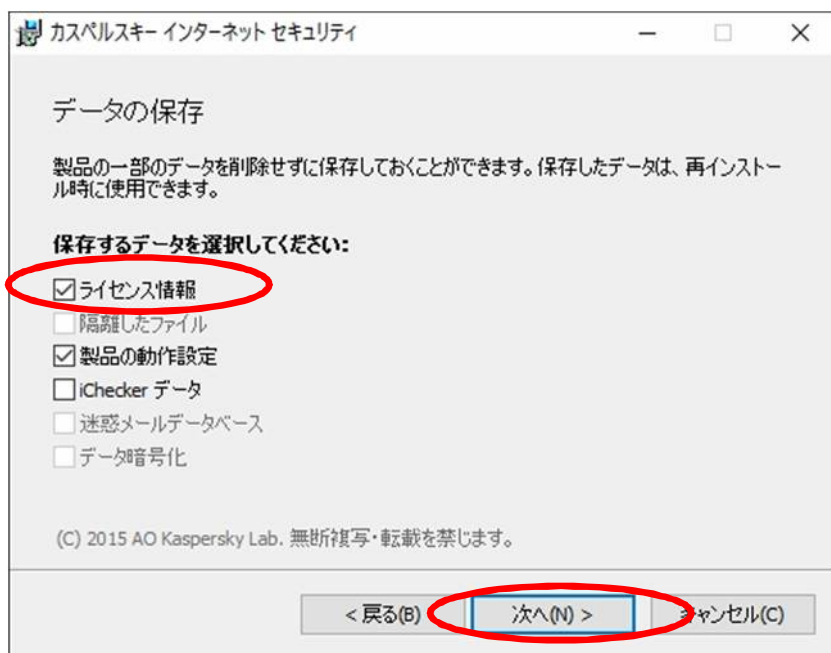 カスペルスキー インターネット セキュリティ
データの保存
製品の一部のデータを削除せずに保存しておくことができます。保存したデータは、再インストー
ル時に使用できます。
保存するデータを選択してください:
ライセンス情報
隔離したファイル
製品の動作設定
iChecker データ
迷惑メールデータベース
データ暗号化
(C) 2015 AO Kaspersky Lab. 無断複写・転載を禁じます。
< 戻る(B) 次へ(N) > キャンセル(C)